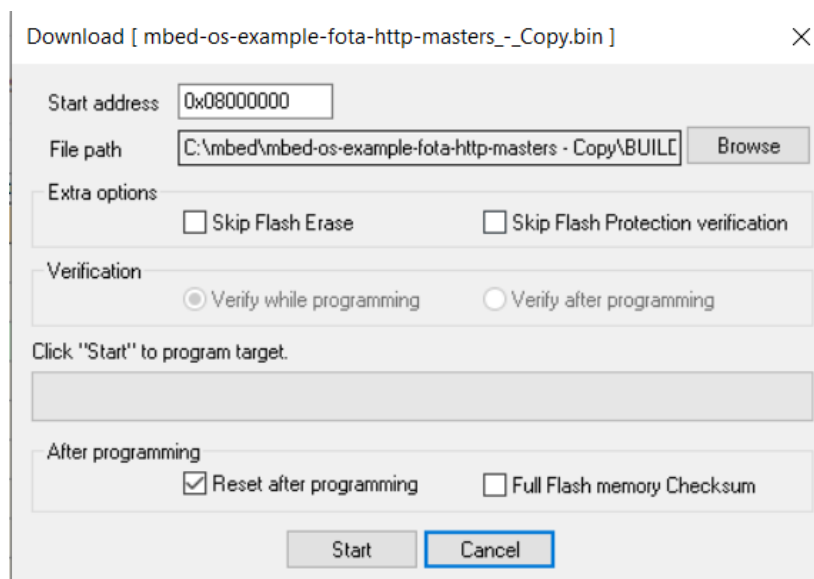 Download [ mbed-os-example-fota-http-masters_-_Copy.bin ]
Start address 0x08000000
File path C:\mbed\mbed-os-example-fota-http-masters - Copy\BUILD Browse
Extra options
Skip Flash Erase Skip Flash Protection verification
Verification
Verify while programming Verify after programming
Click "Start" to program target.
After programming
Reset after programming Full Flash memory Checksum
Start Cancel